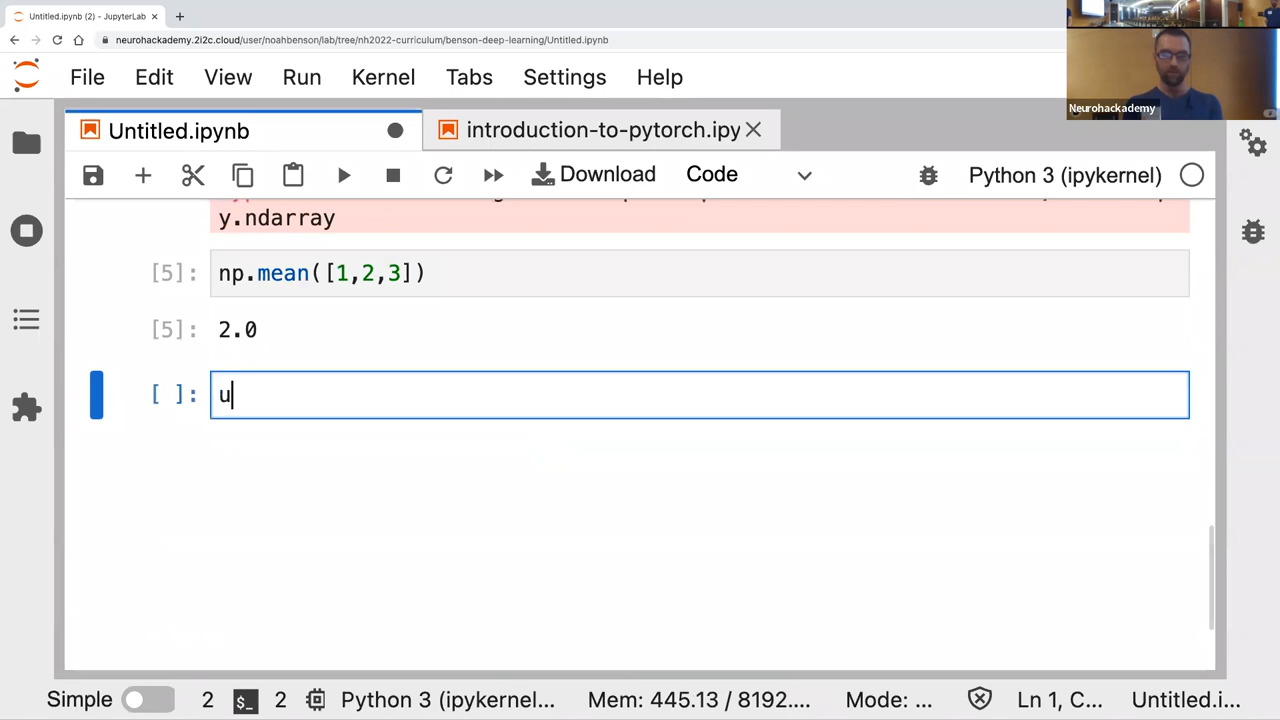 Untitled.ipynb (2) - JupyterLab
neurohackademy.2i2c.cloud/user/noahbenson/lab/tree/nh2022-curriculum/benson-deep-learning/Untitled.ipynb
File Edit View Run Kernel Tabs Settings Help
Neurohackademy
Untitled.ipynb
introduction-to-pytorch.ipy
Download Code Python 3 (ipykernel)
y.ndarray
[5]: np.mean([1,2,3])
[5]: 2.0
[ ]: u
Simple 2 $_ 2 Python 3 (ipykernel... Mem: 445.13 / 8192.... Mode: ... Ln 1, C... Untitled.i...